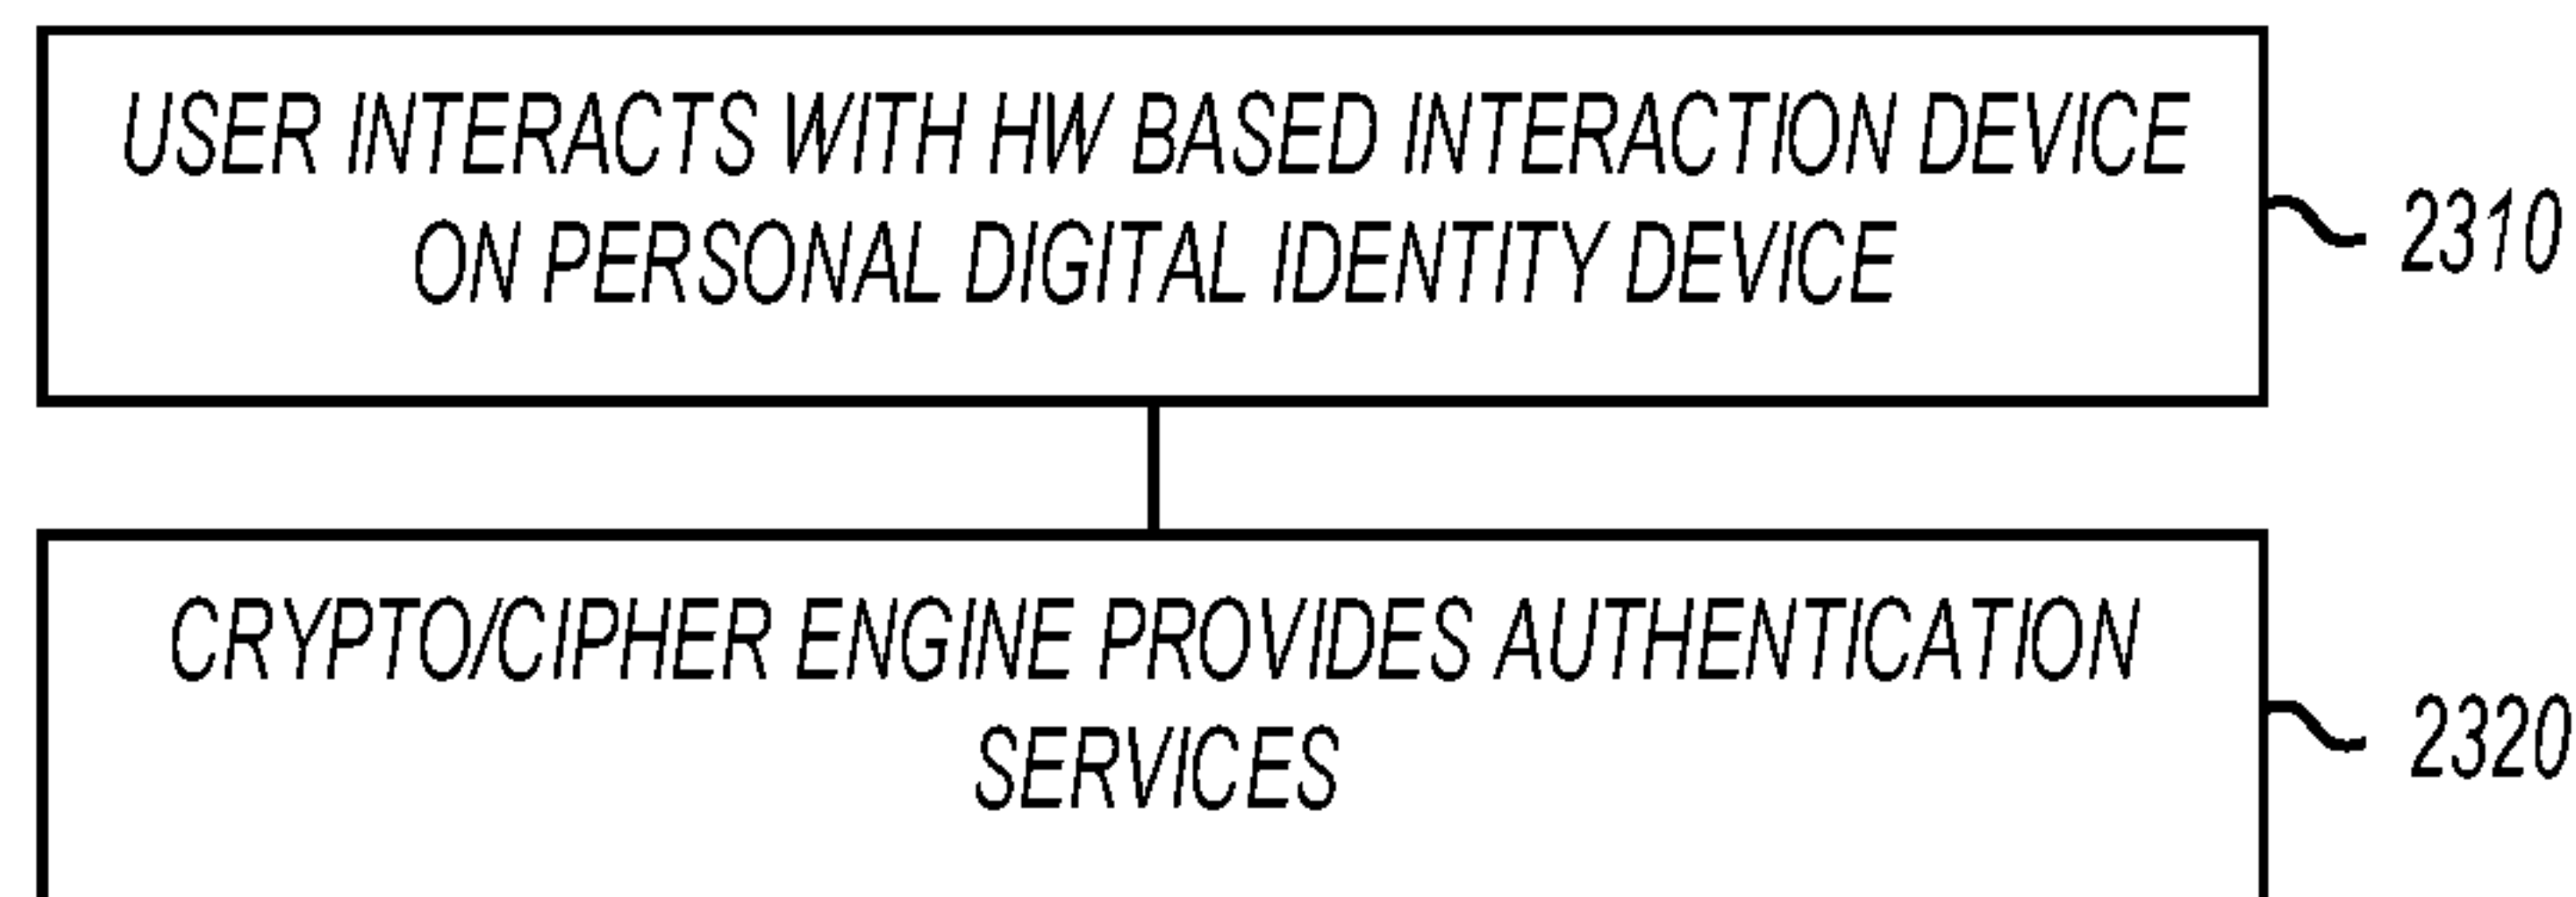 USER INTERACTS WITH HW BASED INTERACTION DEVICE
ON PERSONAL DIGITAL IDENTITY DEVICE
2310
CRYPTO/CIPHER ENGINE PROVIDES AUTHENTICATION
SERVICES
2320